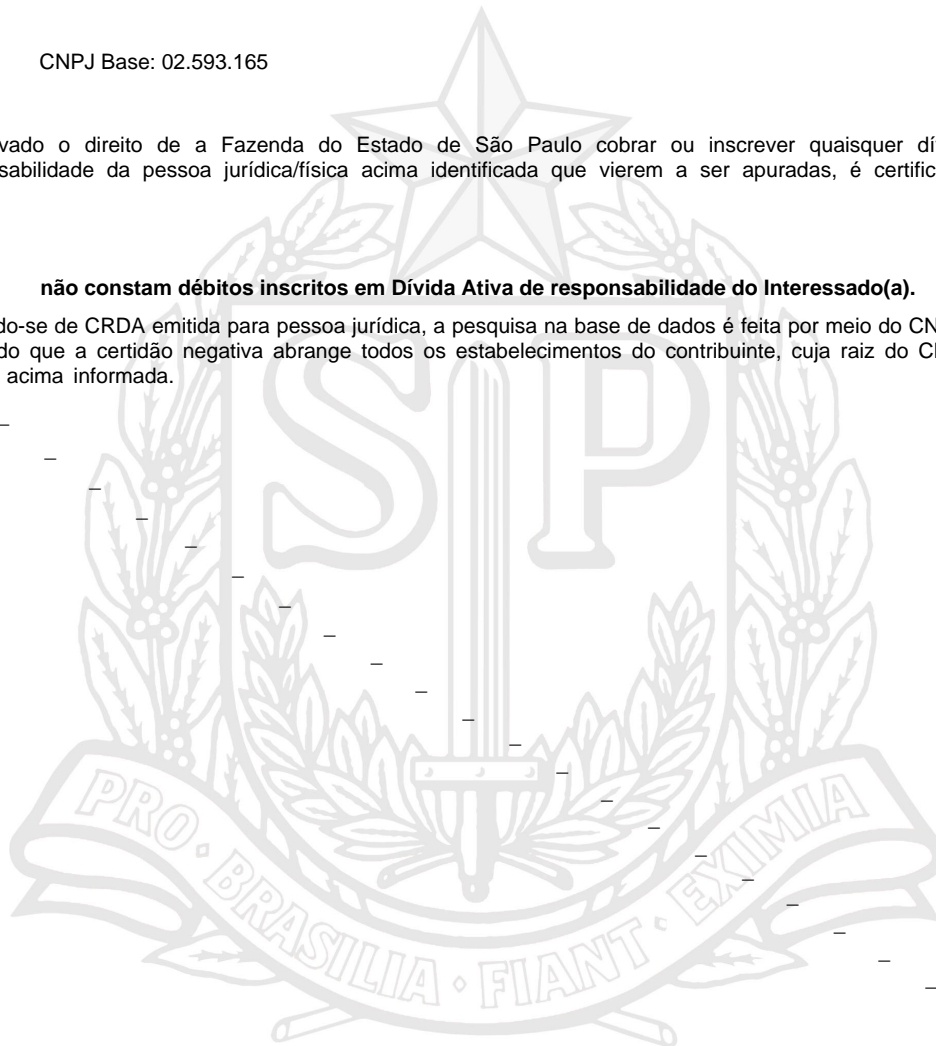 CNPJ Base: 02.593.165
vado o direito de a Fazenda do Estado de São Paulo cobrar ou inscrever quaisquer dí
sabilidade da pessoa jurídica/física acima identificada que vierem a ser apuradas, é certific
não constam débitos inscritos em Dívida Ativa de responsabilidade do Interessado(a).
do-se de CRDA emitida para pessoa jurídica, a pesquisa na base de dados é feita por meio do CN
do que a certidão negativa abrange todos os estabelecimentos do contribuinte, cuja raiz do C
acima informada.
SP
PRO · BRASILIA · FIANT · EXIMIA